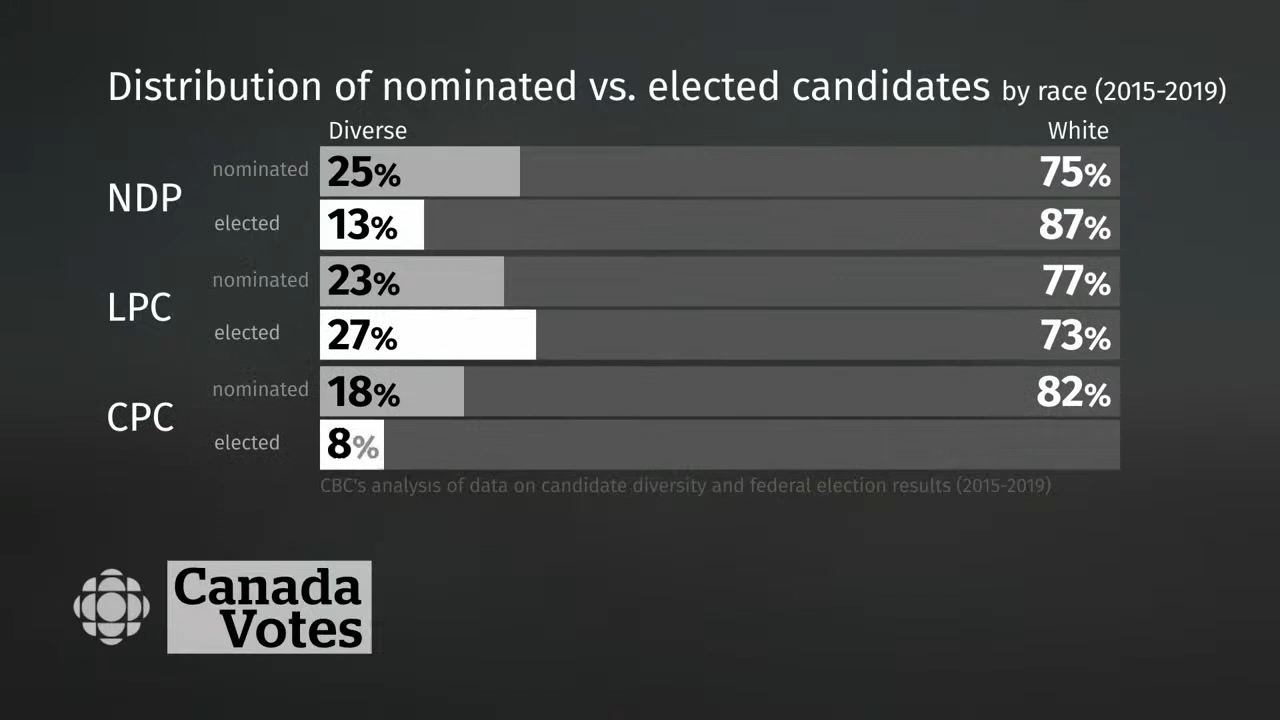 Distribution of nominated vs. elected candidates by race (2015-2019)
Diverse White
NDP
nominated 25% 75%
elected 13% 87%
LPC
nominated 23% 77%
elected 27% 73%
CPC
nominated 18% 82%
elected 8%
CBC's analysis of data on candidate diversity and federal election results (2015-2019)
Canada
Votes